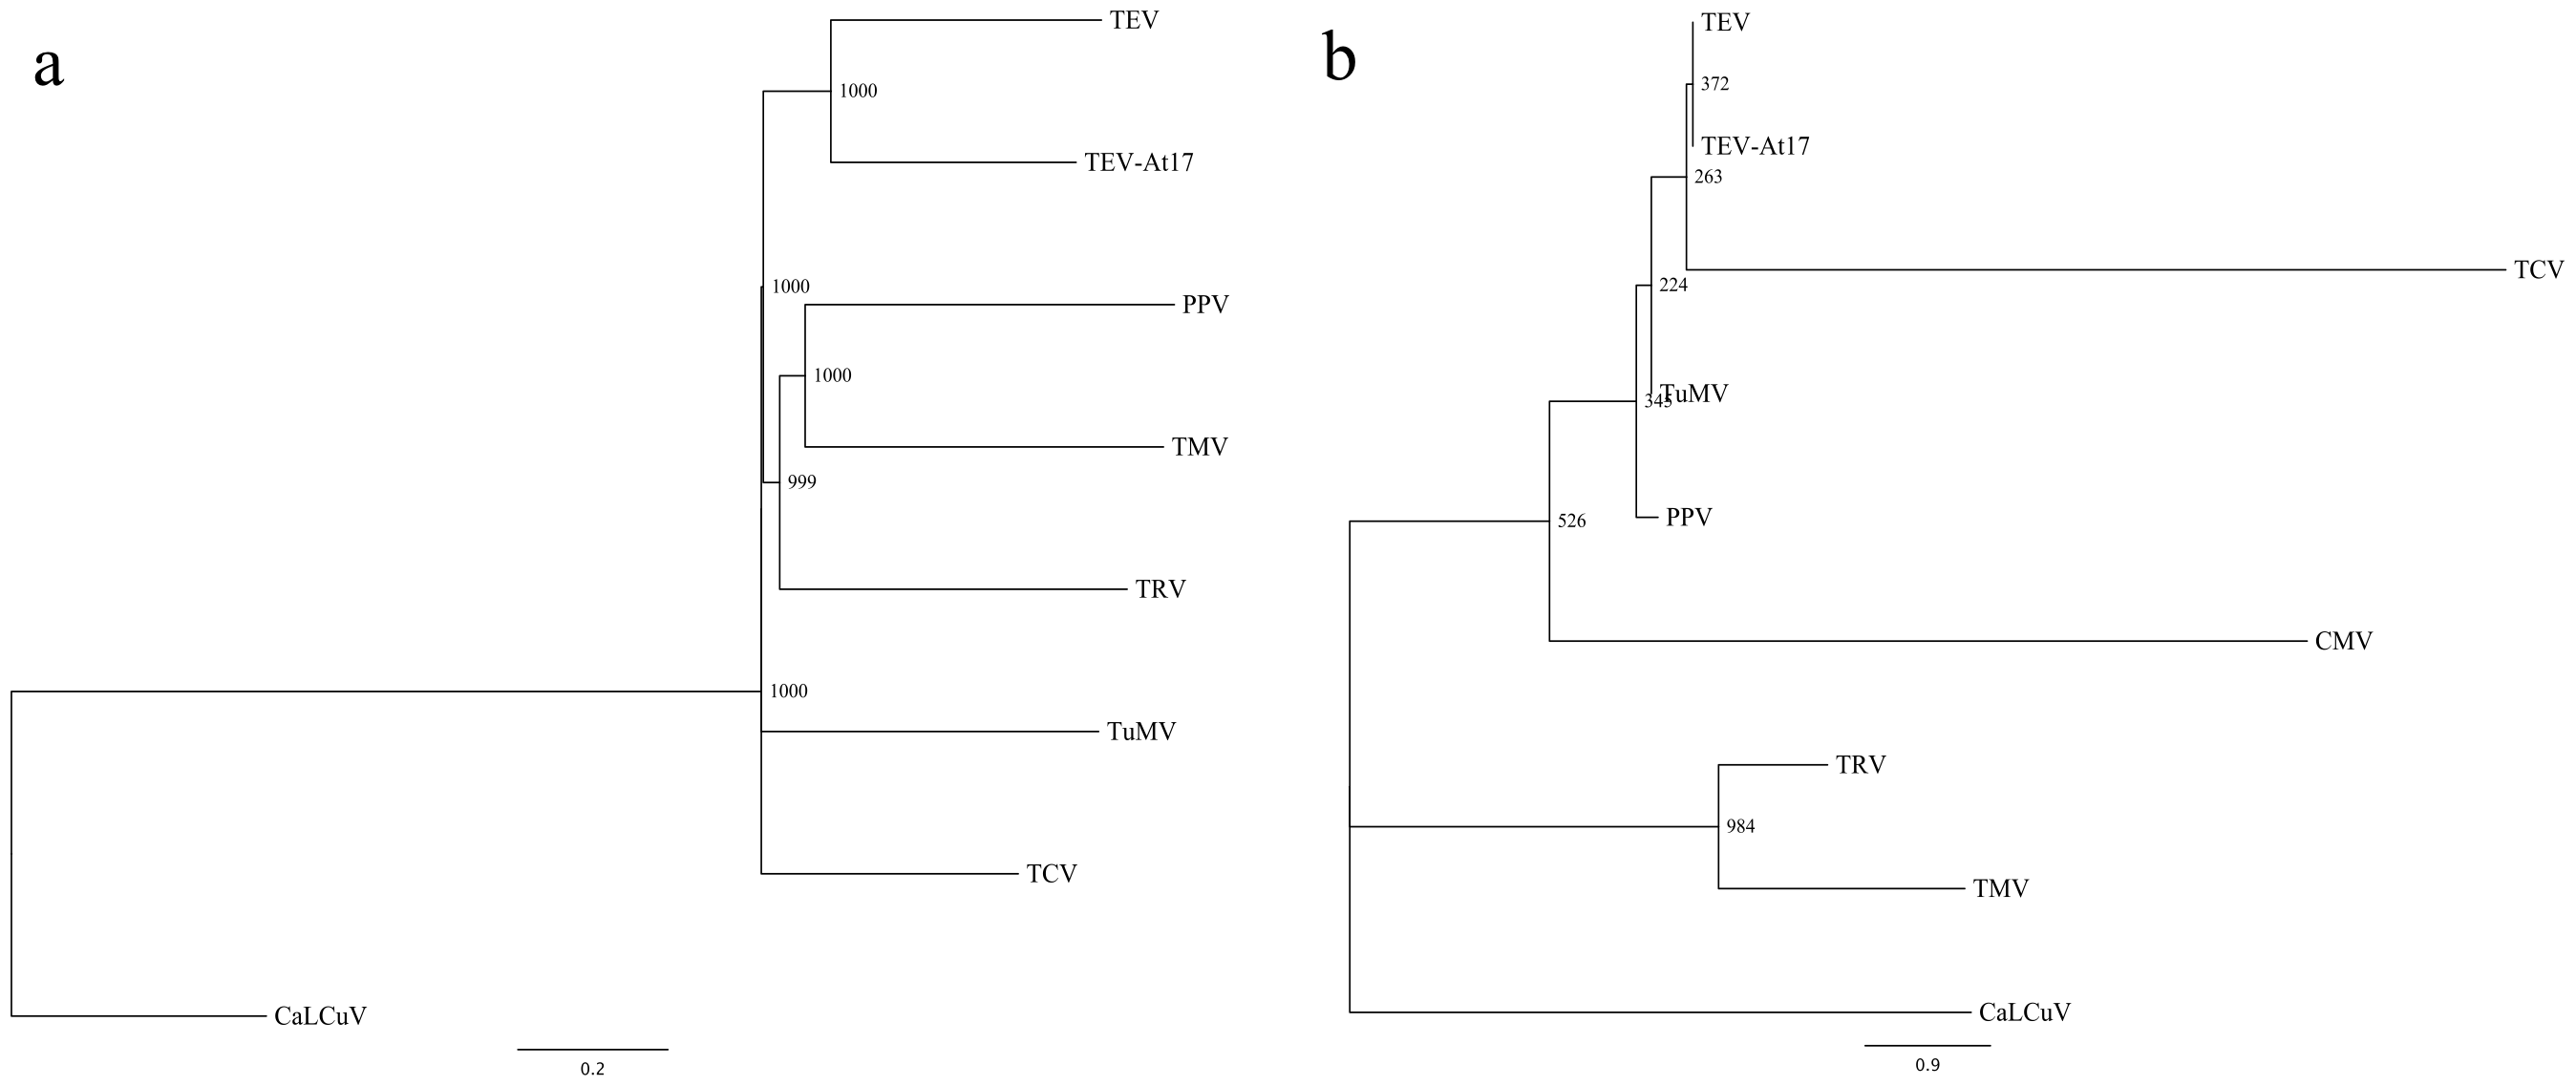 a
TEV
1000
TEV-At17
1000
PPV
1000
TMV
999
TRV
1000
TuMV
TCV
CaLCuV
0.2
b
TEV
372
TEV-At17
263
TCV
224
TuMV
345
PPV
526
CMV
TRV
984
TMV
CaLCuV
0.9